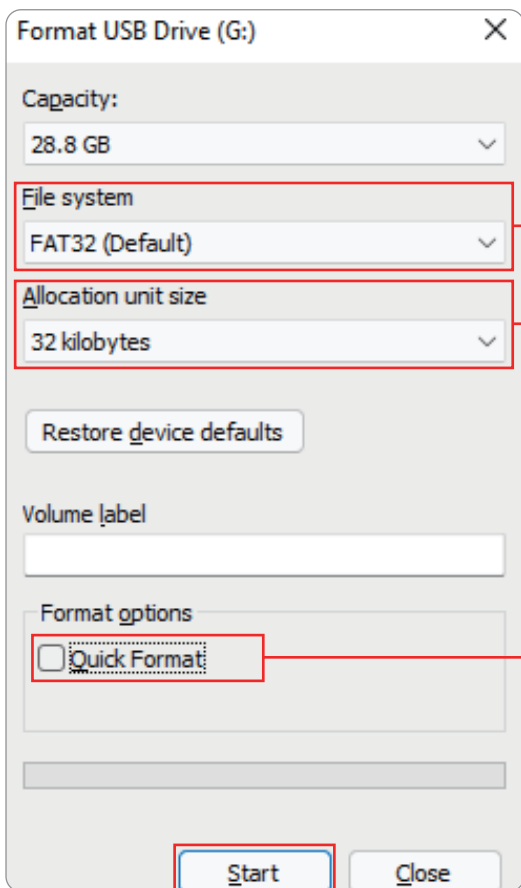 Format USB Drive (G:)
Capacity:
28.8 GB
File system
FAT32 (Default)
Allocation unit size
32 kilobytes
Restore device defaults
Volume label
Format options
Quick Format
Start
Close